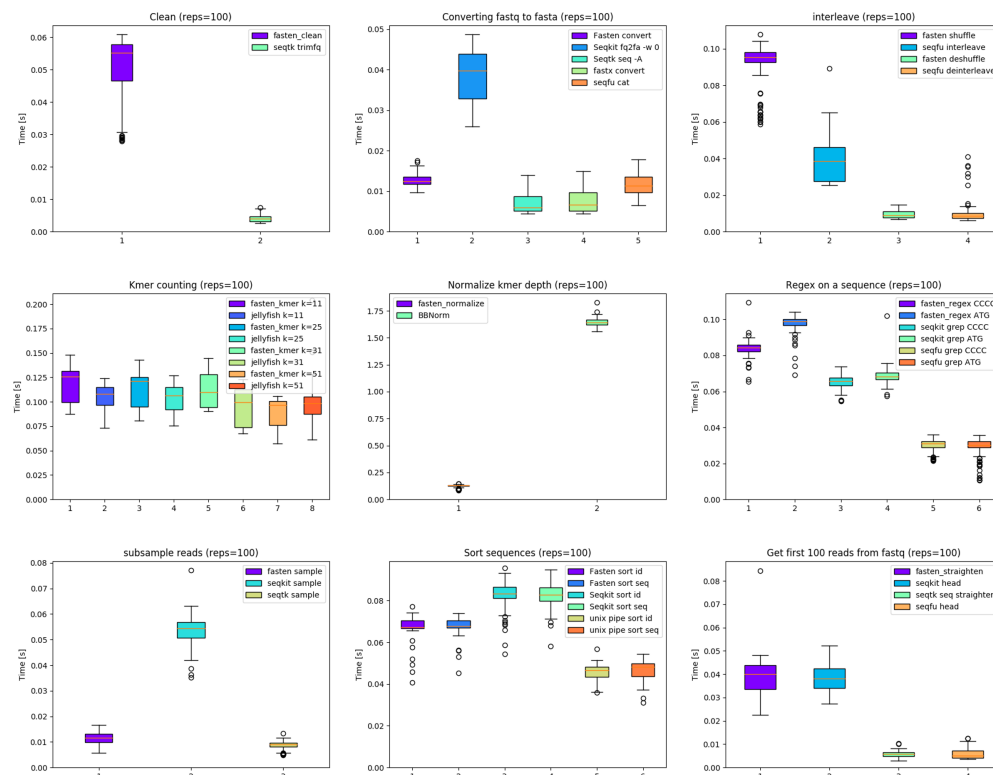 Clean (reps=100)
Time [s]
0.06
0.05
0.04
0.03
0.02
0.01
0.00
1
2
fasten_clean
seqtk trimfq
Converting fastq to fasta (reps=100)
Time [s]
0.05
0.04
0.03
0.02
0.01
0.00
1
2
3
4
5
Fasten convert
Seqkit fq2fa -w 0
Seqtk seq -A
fastx convert
seqfu cat
interleave (reps=100)
Time [s]
0.10
0.08
0.06
0.04
0.02
0.00
1
2
3
4
fasten shuffle
seqfu interleave
fasten deshuffle
seqfu deinterleave
Kmer counting (reps=100)
Time [s]
0.200
0.175
0.150
0.125
0.100
0.075
0.050
0.025
0.000
1
2
3
4
5
6
7
8
fasten_kmer k=11
jellyfish k=11
fasten_kmer k=25
jellyfish k=25
fasten_kmer k=31
jellyfish k=31
fasten_kmer k=51
jellyfish k=51
Normalize kmer depth (reps=100)
Time [s]
1.75
1.50
1.25
1.00
0.75
0.50
0.25
0.00
1
2
fasten_normalize
BBNorm
Regex on a sequence (reps=100)
Time [s]
0.10
0.08
0.06
0.04
0.02
0.00
1
2
3
4
5
6
fasten_regex CCCC
fasten_regex ATG
seqkit grep CCCC
seqkit grep ATG
seqfu grep CCCC
seqfu grep ATG
subsample reads (reps=100)
Time [s]
0.08
0.07
0.06
0.05
0.04
0.03
0.02
0.01
0.00
fasten sample
seqkit sample
seqtk sample
Sort sequences (reps=100)
Time [s]
0.08
0.06
0.04
0.02
0.00
Fasten sort id
Fasten sort seq
Seqkit sort id
Seqkit sort seq
unix pipe sort id
unix pipe sort seq
Get first 100 reads from fastq (reps=100)
Time [s]
0.08
0.07
0.06
0.05
0.04
0.03
0.02
0.01
0.00
fasten_straighten
seqkit head
seqtk seq straighten
seqfu head